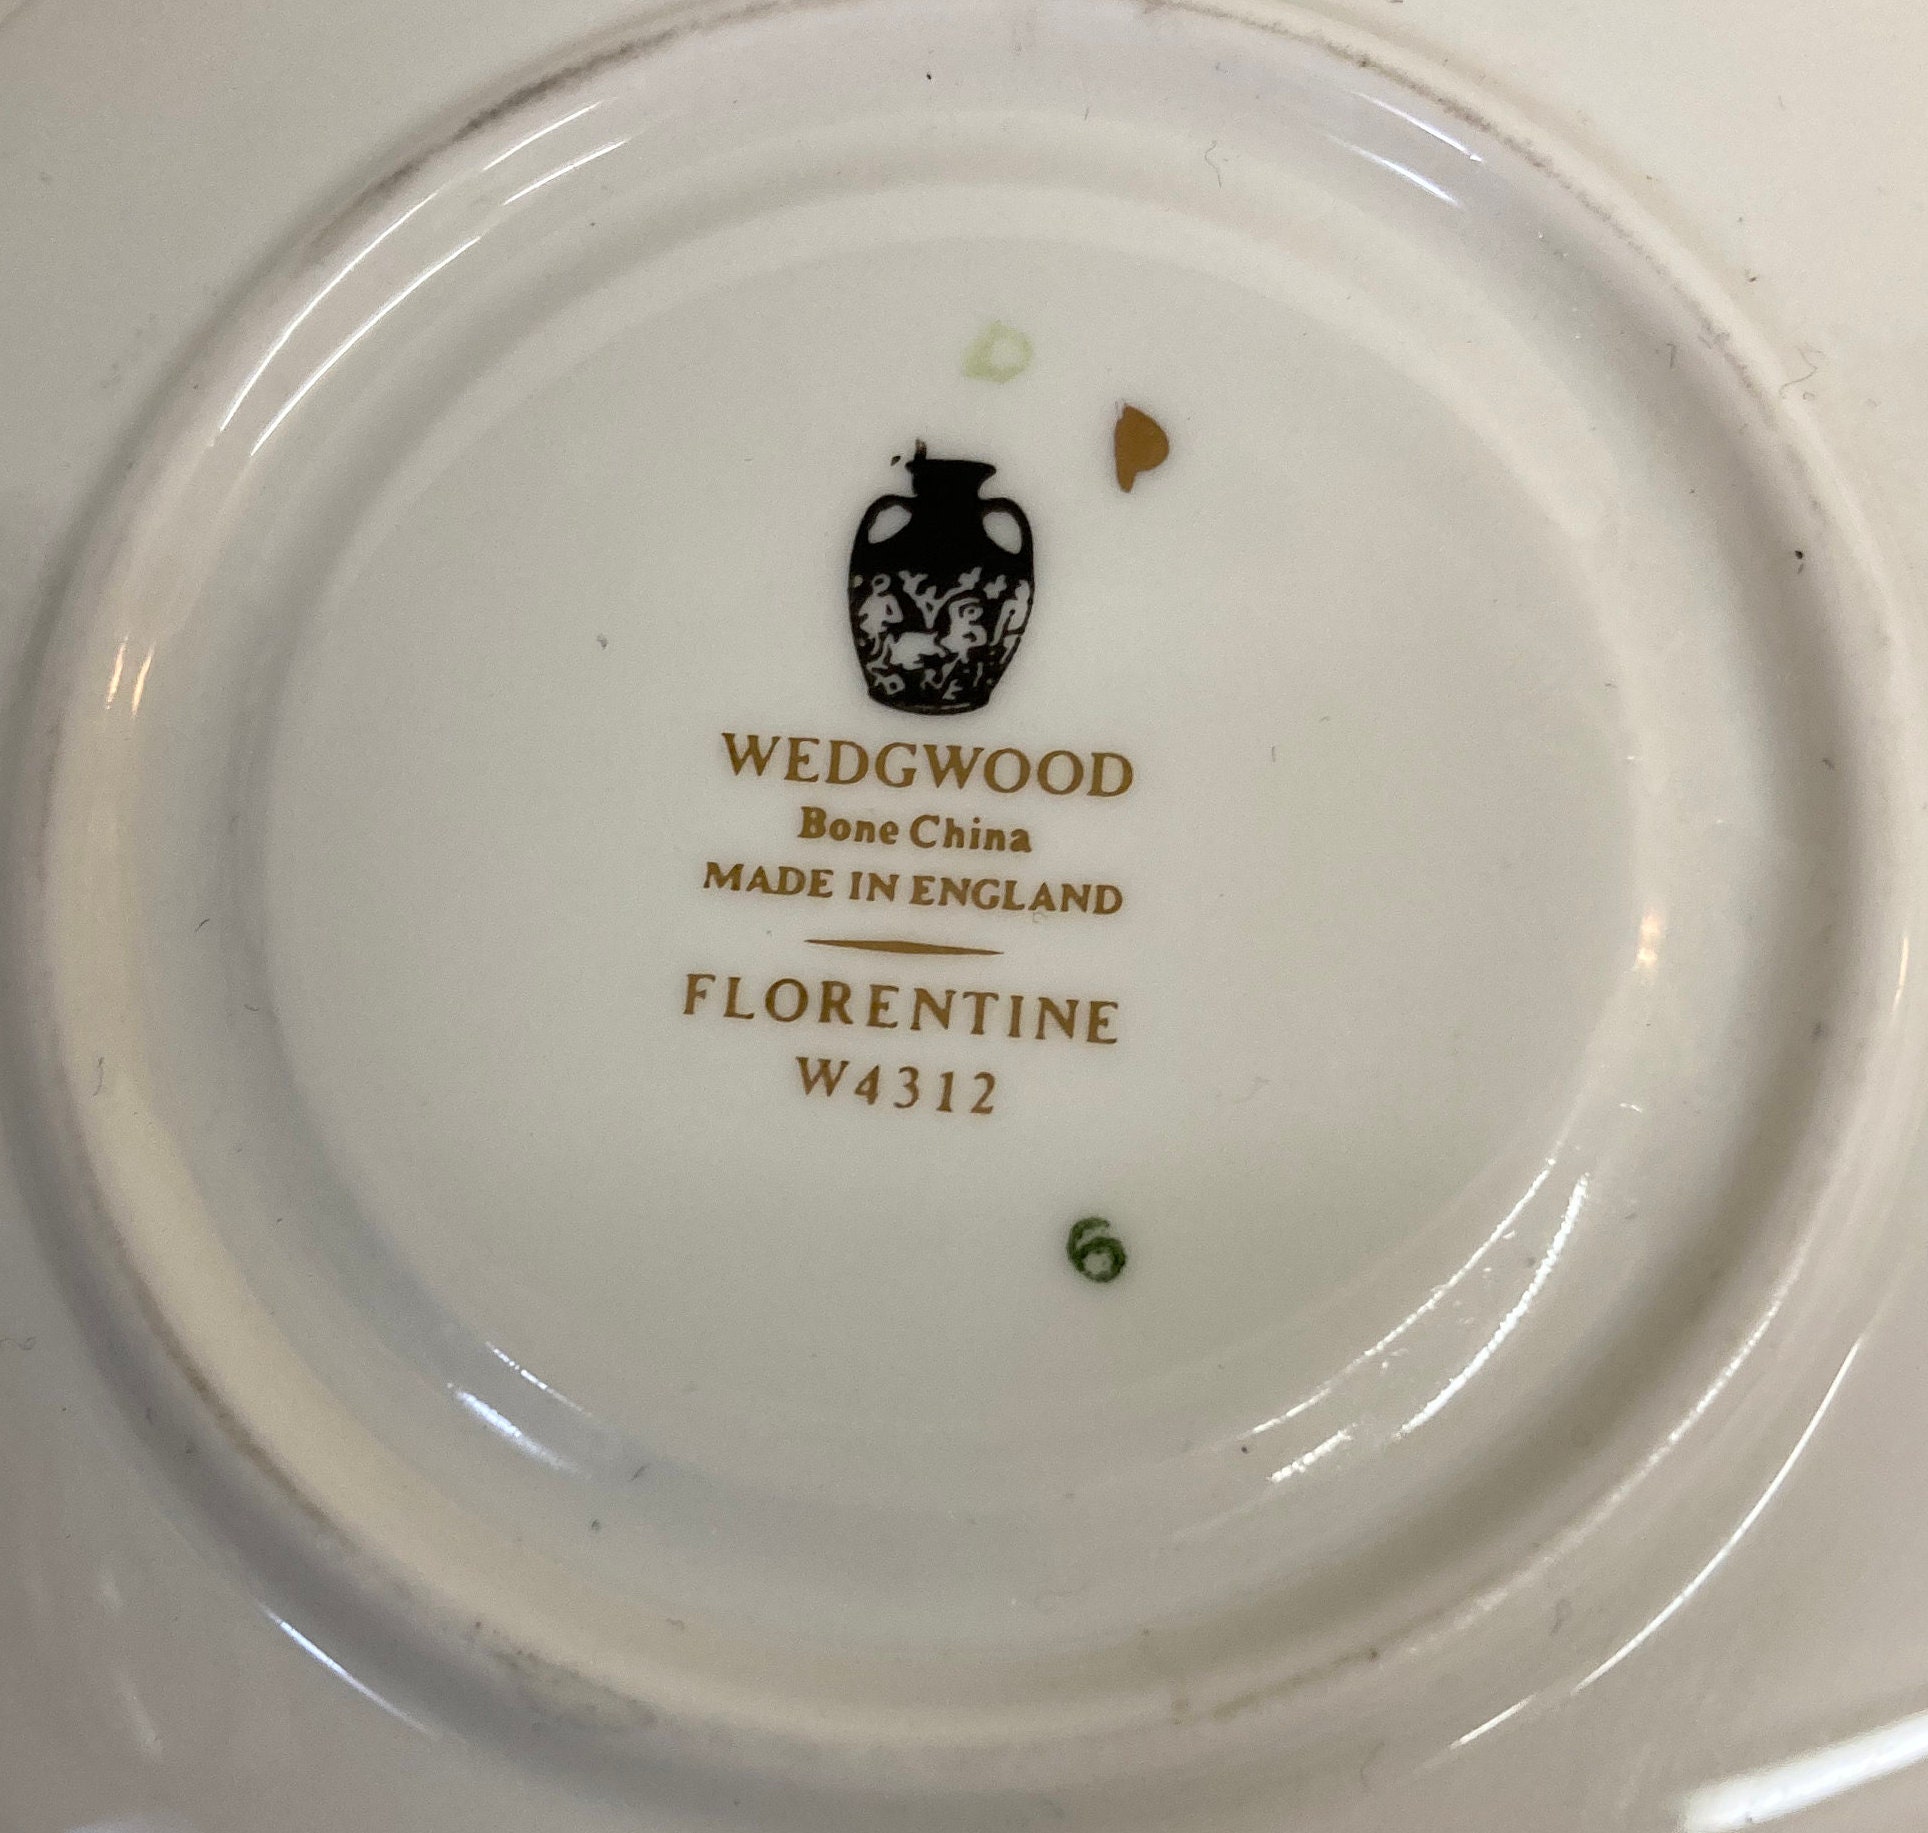 P
WEDGWOOD
Bone China
MADE IN ENGLAND
FLORENTINE
W4312
6